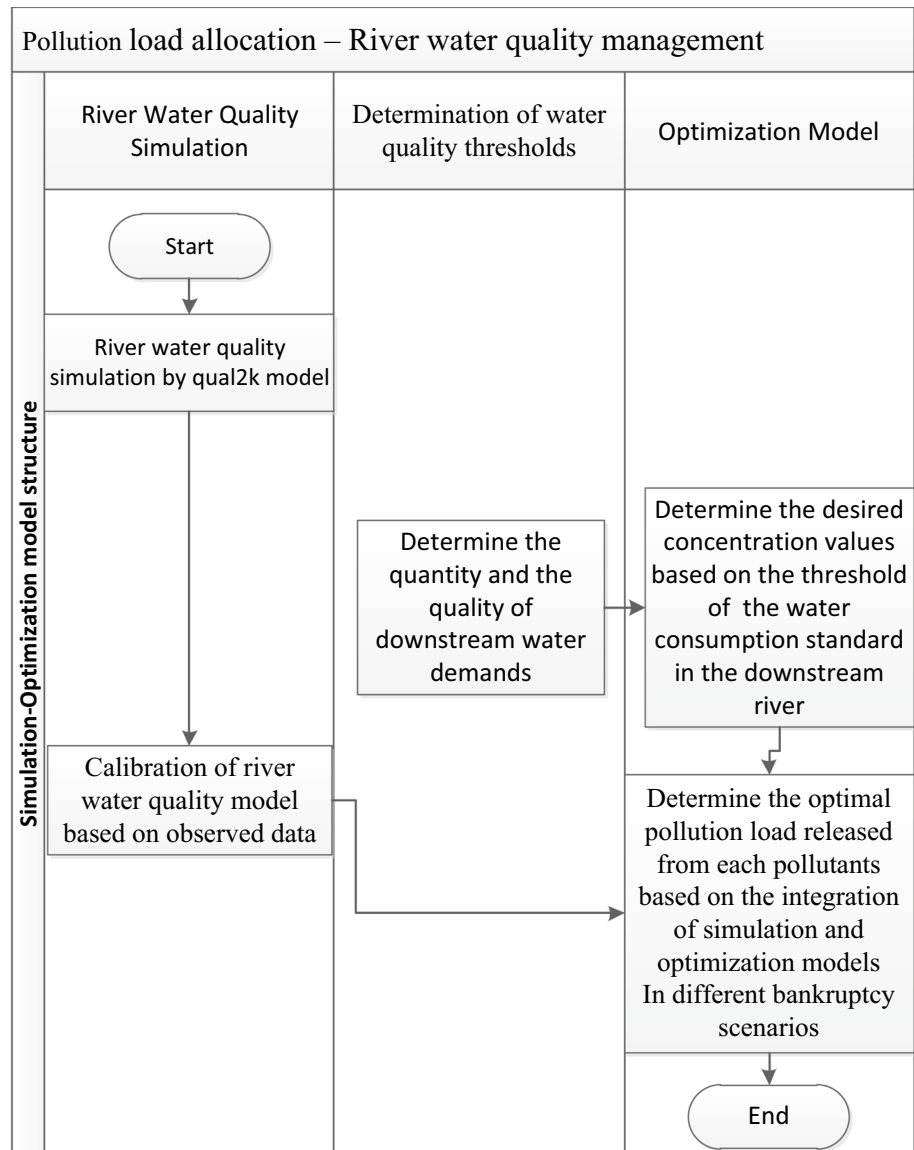 Pollution load allocation – River water quality management
Simulation-Optimization model structure
River Water Quality
Simulation
Determination of water
quality thresholds
Optimization Model
Start
River water quality
simulation by qual2k model
Determine the
quantity and the
quality of
downstream water
demands
Determine the desired
concentration values
based on the threshold
of the water
consumption standard
in the downstream
river
Calibration of river
water quality model
based on observed data
Determine the optimal
pollution load released
from each pollutants
based on the integration
of simulation and
optimization models
In different bankruptcy
scenarios
End